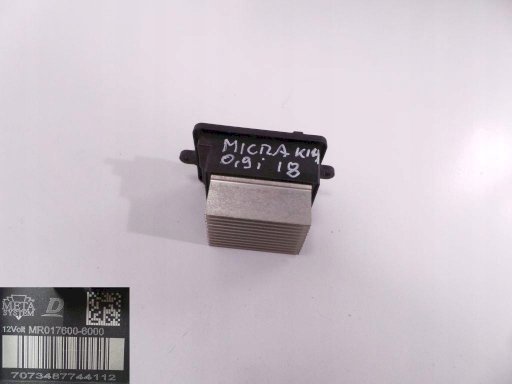 MICRA K14
0,9i 18
META
SYSTEM
D
12Volt MR017600-6000
7073487744112